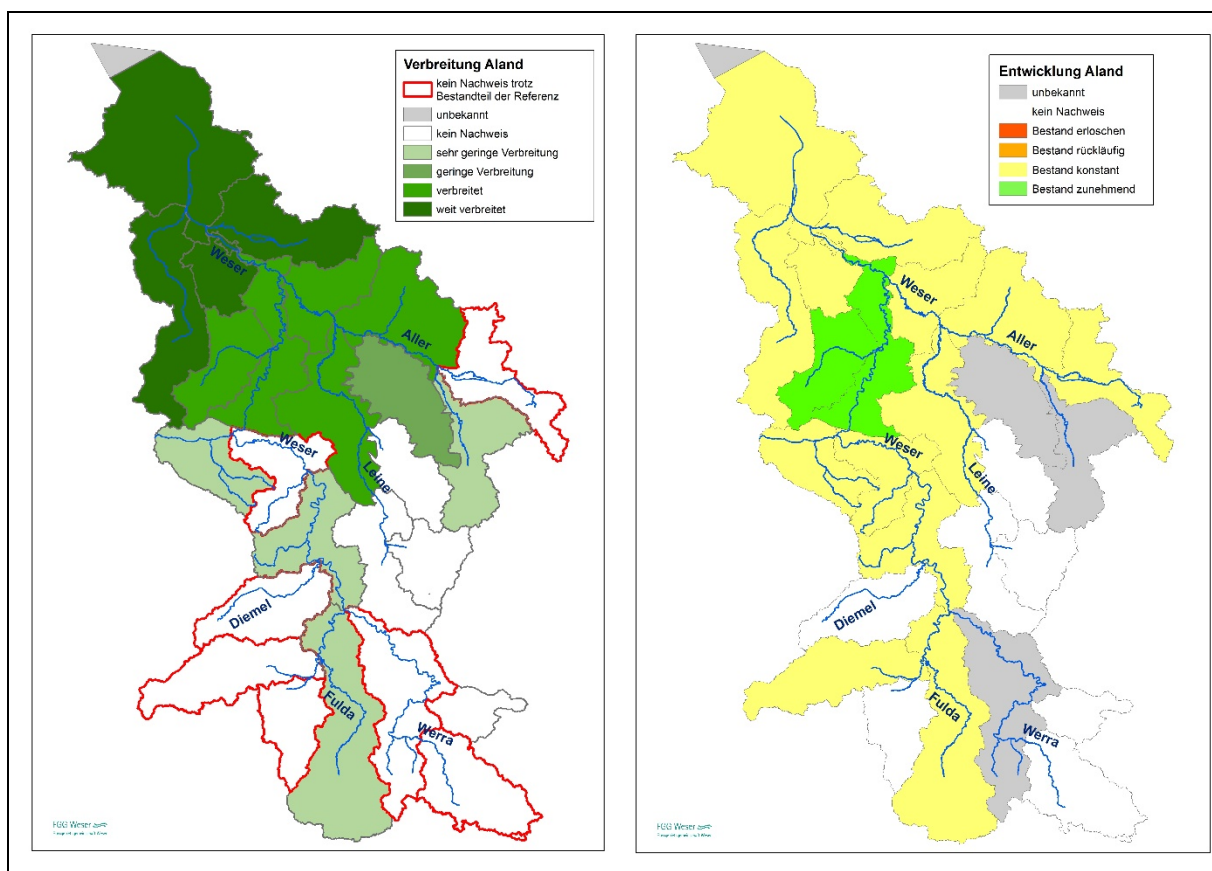 Verbreitung Aland
kein Nachweis trotz
Bestandteil der Referenz
unbekannt
kein Nachweis
sehr geringe Verbreitung
geringe Verbreitung
verbreitet
weit verbreitet
Weser
Aller
Weser
Leine
Diemel
Fulda
Werra
FGG Weser
Entwicklung Aland
unbekannt
kein Nachweis
Bestand erloschen
Bestand rückläufig
Bestand konstant
Bestand zunehmend
Weser
Aller
Weser
Leine
Diemel
Fulda
Werra
FGG Weser